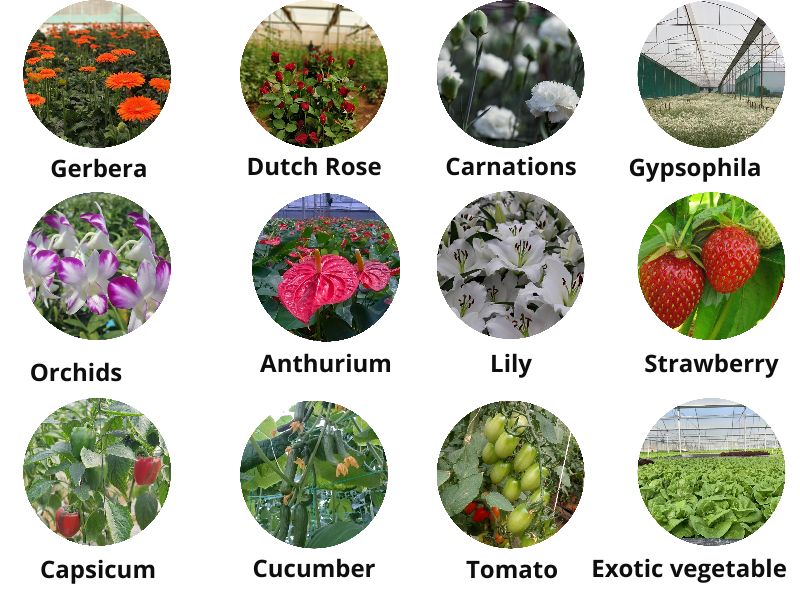 Gerbera
Dutch Rose
Carnations
Gypsophila
Orchids
Anthurium
Lily
Strawberry
Capsicum
Cucumber
Tomato
Exotic vegetable